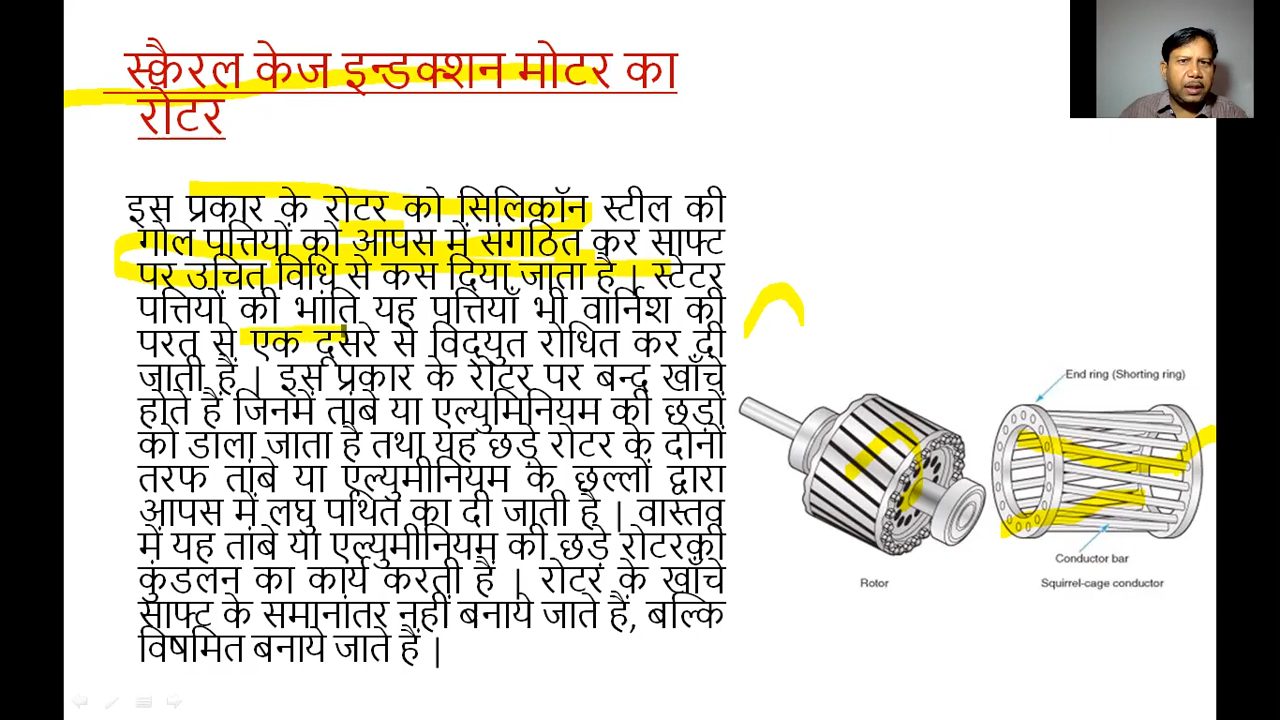 स्कैरल केज इन्डक्शन मोटर का
रोटर
इस प्रकार के रोटर को सिलिकॉन स्टील की
गोल पत्तियों को आपस में संगठित कर साफ्ट
पर उचित विधि से कस दिया जाता है । स्टेटर
पत्तियों की भांति यह पत्तियाँ भी वार्निश की
परत से एक दूसरे से विद्युत रोधित कर दी
जाती हैं । इस प्रकार के रोटर पर बन्द खाँचे
होते हैं जिनमें तांबे या एल्युमिनियम की छड़ों
को डाला जाता है तथा यह छड़े रोटर के दोनों
तरफ तांबे या एल्युमीनियम के छल्लों द्वारा
आपस में लघु पथित का दी जाती है । वास्तव
में यह तांबे या एल्युमीनियम की छड़े रोटरकी
कुंडलन का कार्य करती हैं । रोटर के खाँचे
साफ्ट के समानांतर नहीं बनाये जाते हैं, बल्कि
विषमित बनाये जाते हैं ।
End ring (Shorting ring)
Conductor bar
Rotor
Squirrel-cage conductor